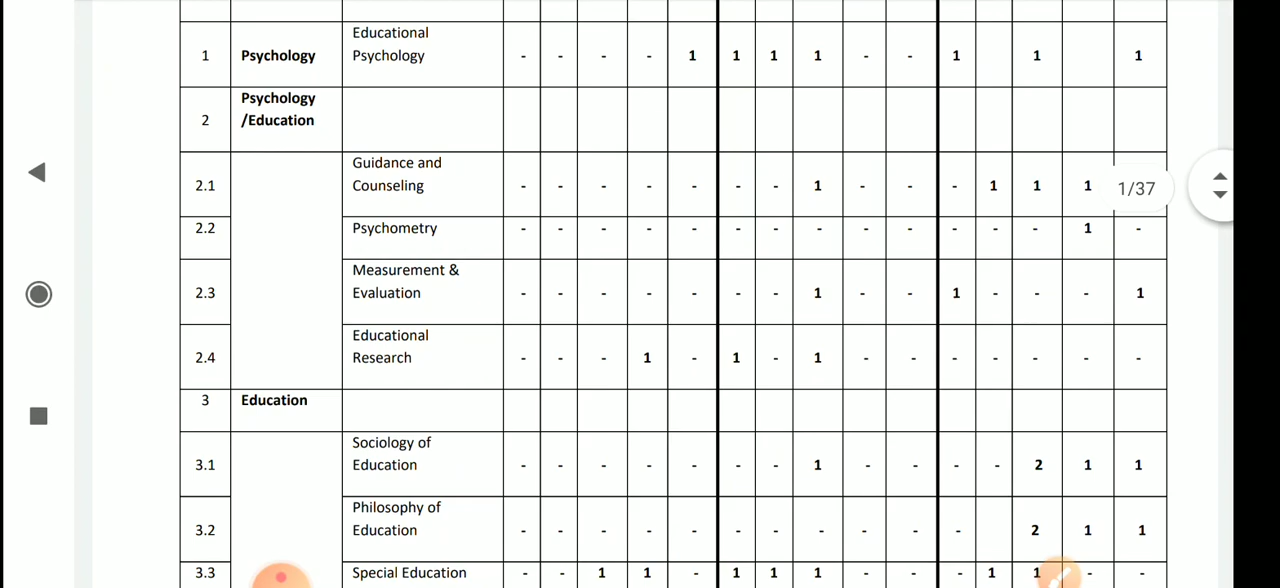 1 Psychology Educational Psychology - - - - 1 1 1 1 - - 1 1 1
2 Psychology /Education
2.1 Guidance and Counseling - - - - - - - 1 - - - 1 1 1 1/37
2.2 Psychometry - - - - - - - - - - - - - 1 -
2.3 Measurement & Evaluation - - - - - - - 1 - - 1 - - - 1
2.4 Educational Research - - - 1 - 1 - 1 - - - - - - -
3 Education
3.1 Sociology of Education - - - - - - - 1 - - - - 2 1 1
3.2 Philosophy of Education - - - - - - - - - - - 2 1 1
3.3 Special Education - - 1 1 - 1 1 1 - - - 1 1 - -